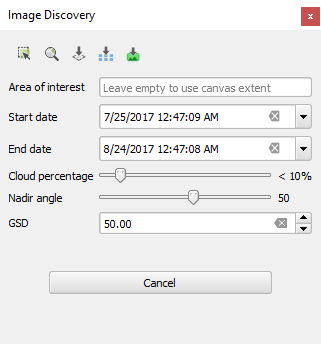 Image Discovery
x
Area of interest Leave empty to use canvas extent
Start date 7/25/2017 12:47:09 AM
End date 8/24/2017 12:47:08 AM
Cloud percentage < 10%
Nadir angle 50
GSD 50.00
Cancel